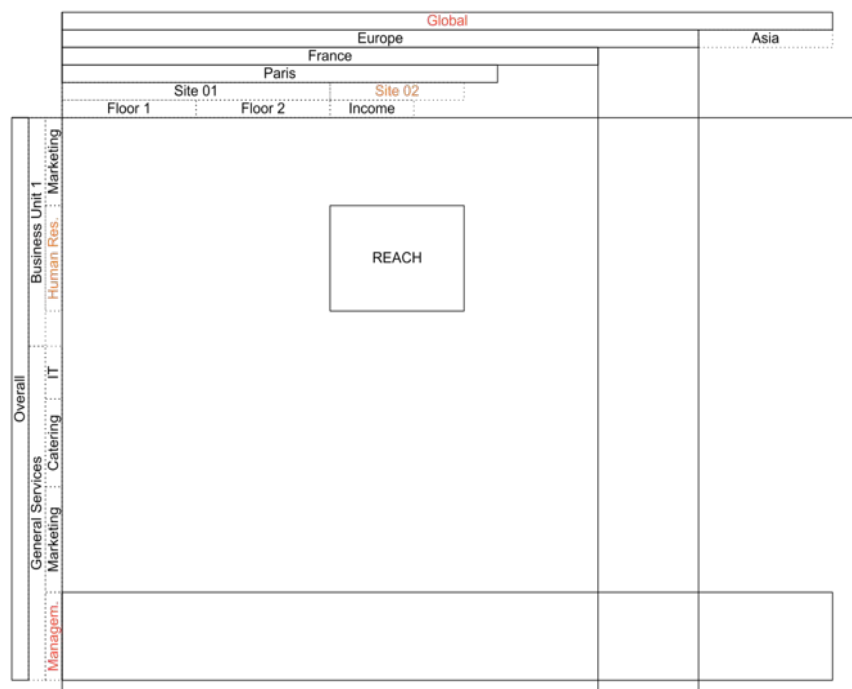 Global
Europe
Asia
France
Paris
Site 01
Site 02
Floor 1
Floor 2
Income
Overall
Business Unit 1
Marketing
Human Res.
REACH
General Services
IT
Catering
Marketing
Managem.